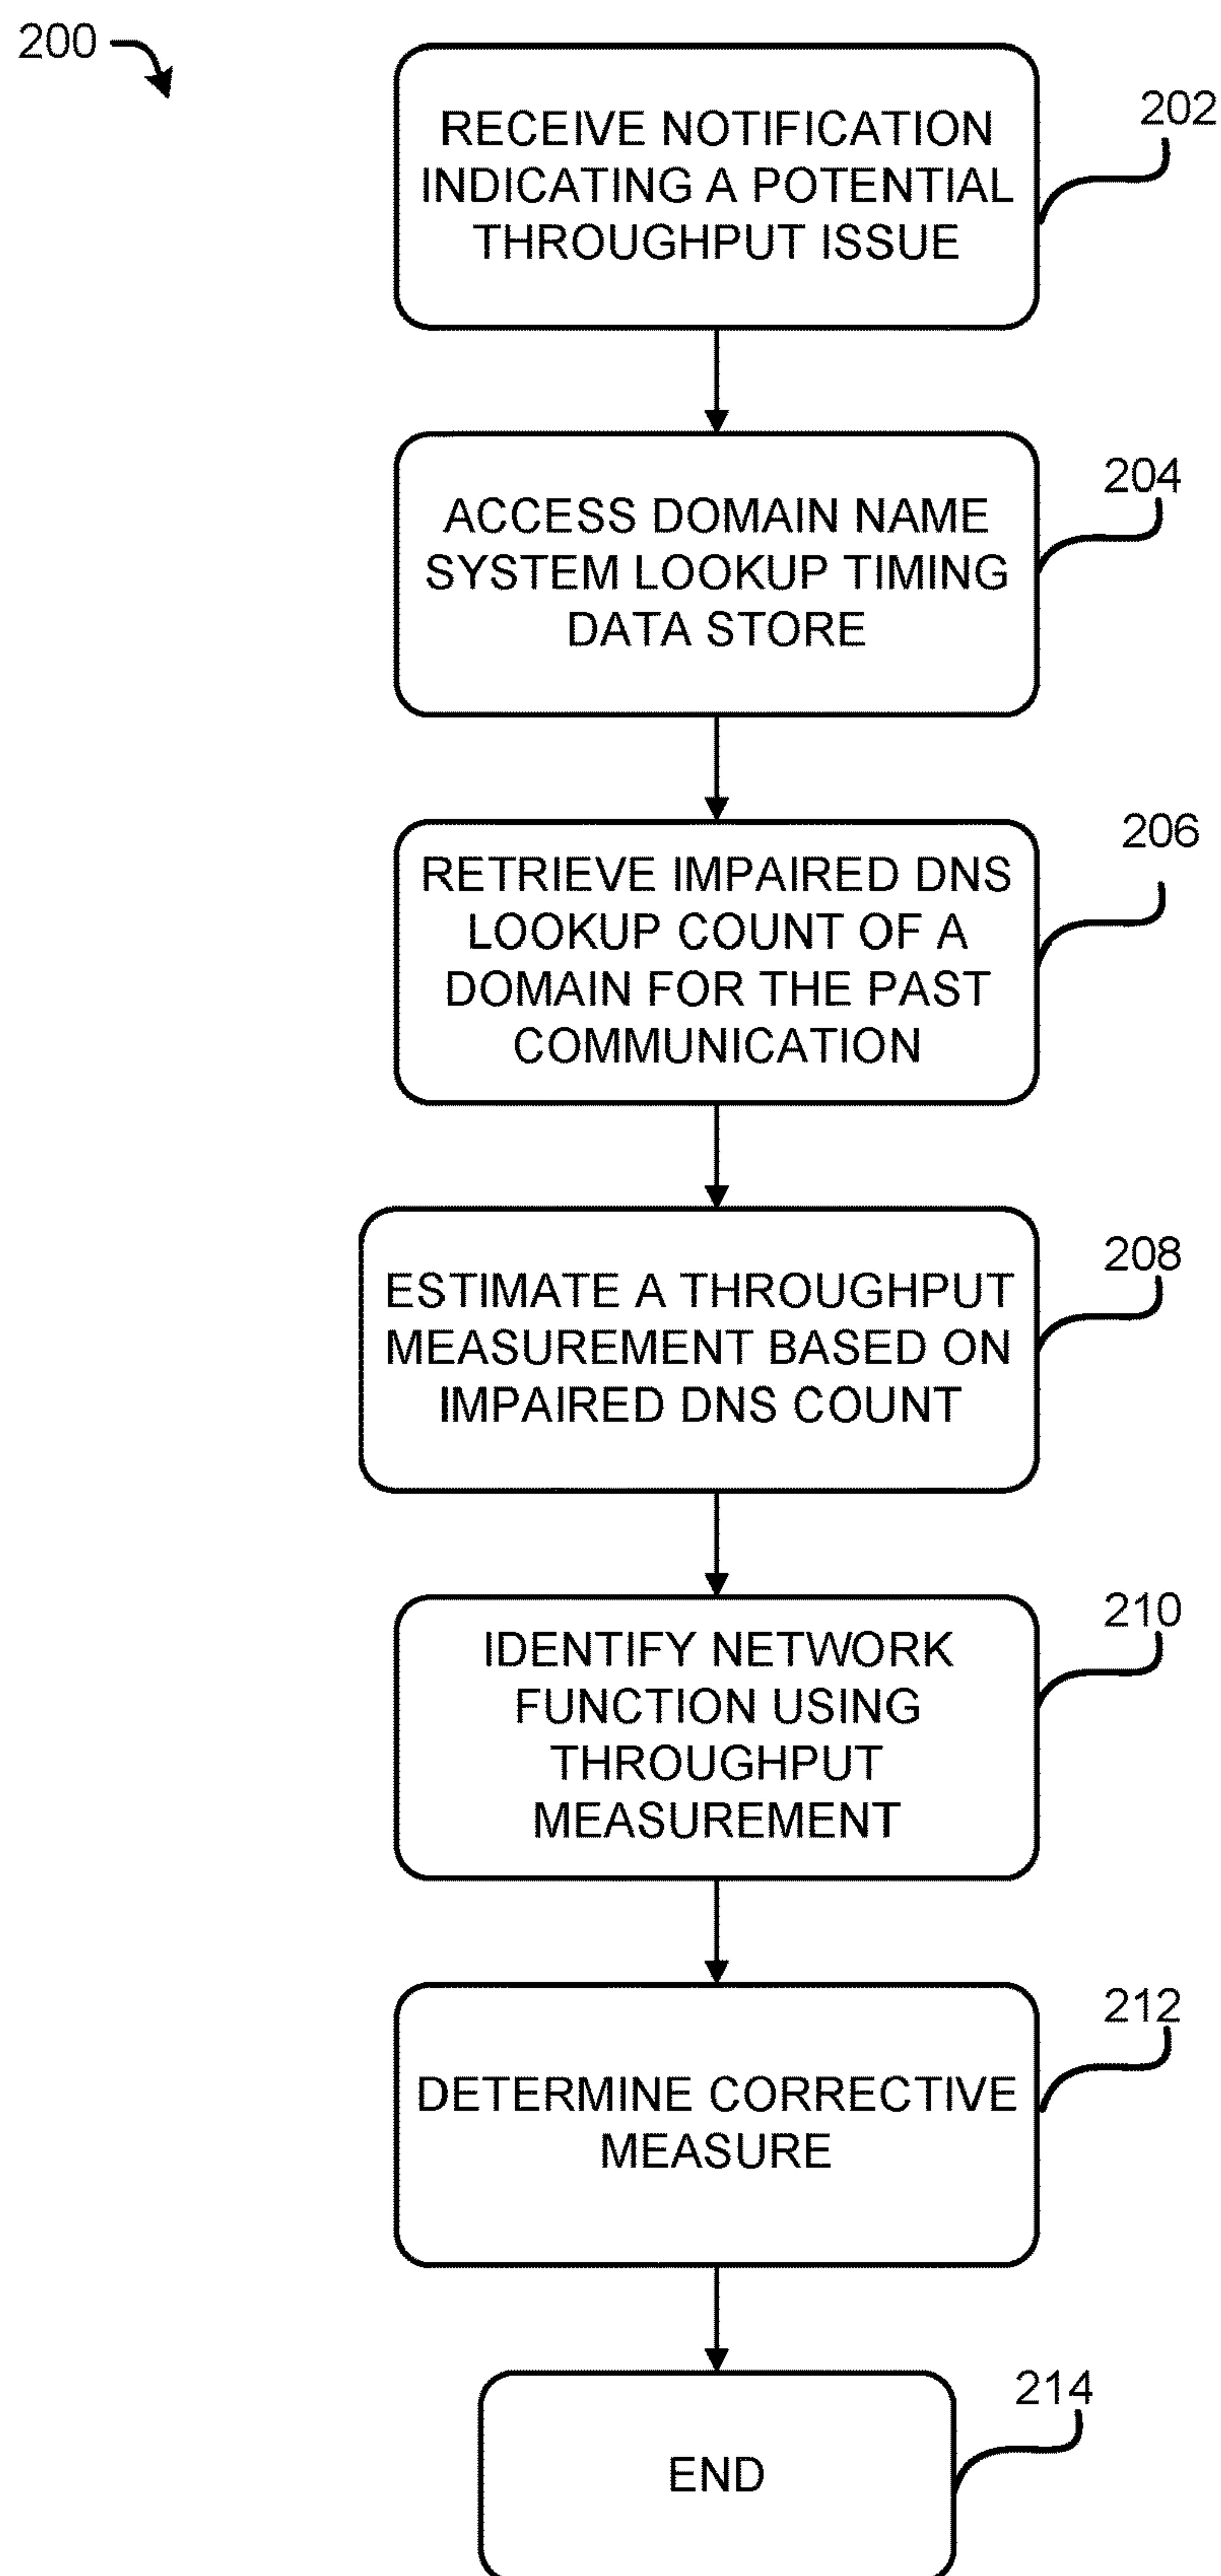 200
RECEIVE NOTIFICATION
INDICATING A POTENTIAL
THROUGHPUT ISSUE
202
ACCESS DOMAIN NAME
SYSTEM LOOKUP TIMING
DATA STORE
204
RETRIEVE IMPAIRED DNS
LOOKUP COUNT OF A
DOMAIN FOR THE PAST
COMMUNICATION
206
ESTIMATE A THROUGHPUT
MEASUREMENT BASED ON
IMPAIRED DNS COUNT
208
IDENTIFY NETWORK
FUNCTION USING
THROUGHPUT
MEASUREMENT
210
DETERMINE CORRECTIVE
MEASURE
212
END
214